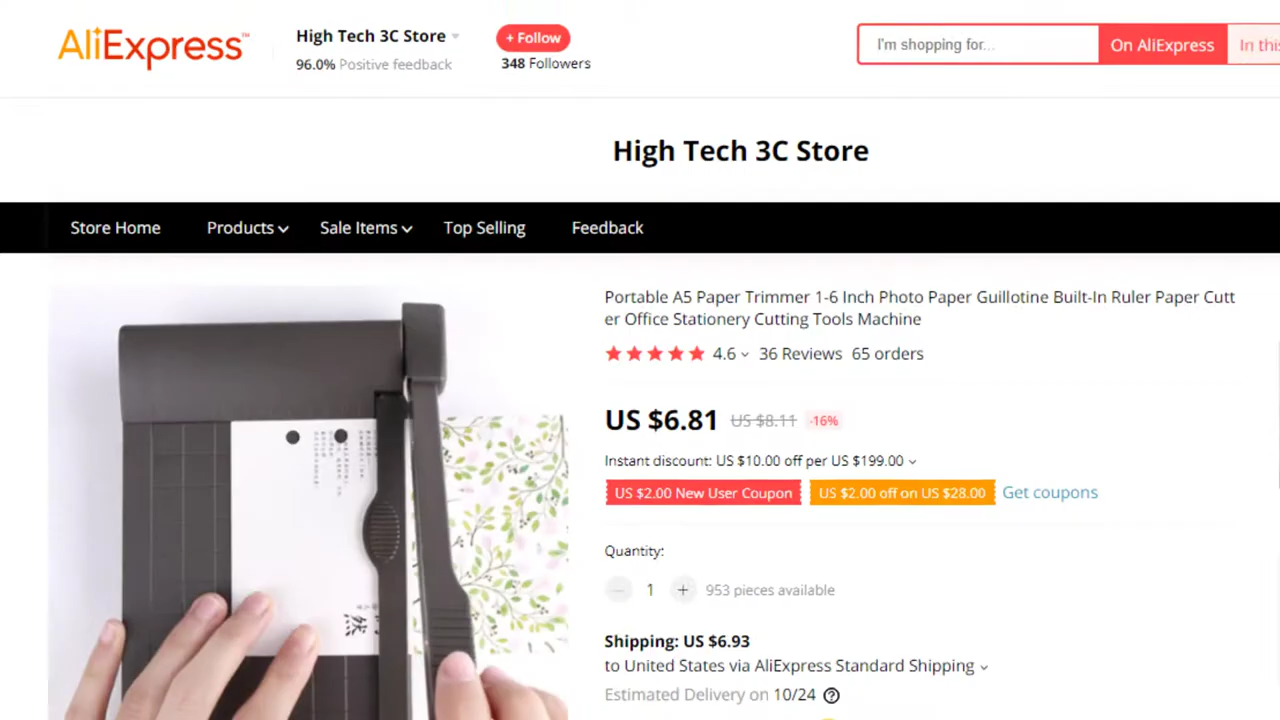 AliExpress™
High Tech 3C Store
+ Follow
96.0% Positive feedback
348 Followers
I'm shopping for...
On AliExpress
In this
High Tech 3C Store
Store Home
Products
Sale Items
Top Selling
Feedback
Portable A5 Paper Trimmer 1-6 Inch Photo Paper Guillotine Built-In Ruler Paper Cutt
er Office Stationery Cutting Tools Machine
4.6 36 Reviews 65 orders
US $6.81 US $8.11 -16%
Instant discount: US $10.00 off per US $199.00
US $2.00 New User Coupon US $2.00 off on US $28.00 Get coupons
Quantity:
1 953 pieces available
Shipping: US $6.93
to United States via AliExpress Standard Shipping
Estimated Delivery on 10/24
然